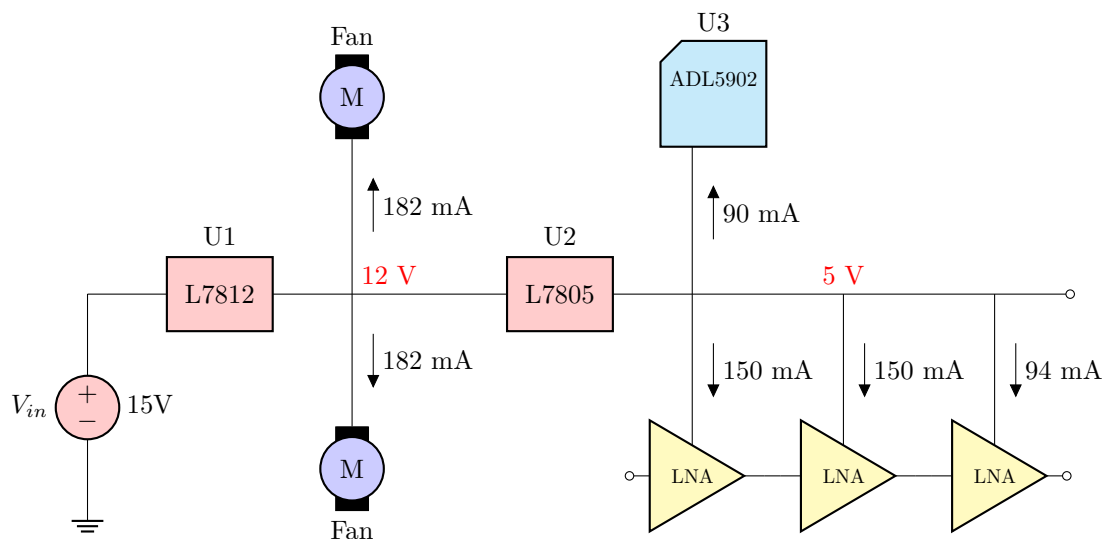 U3
Fan
ADL5902
M
182 mA
90 mA
U1
U2
12 V
5 V
L7812
L7805
182 mA
150 mA
150 mA
94 mA
+
−
V_in
15V
M
LNA
LNA
LNA
Fan